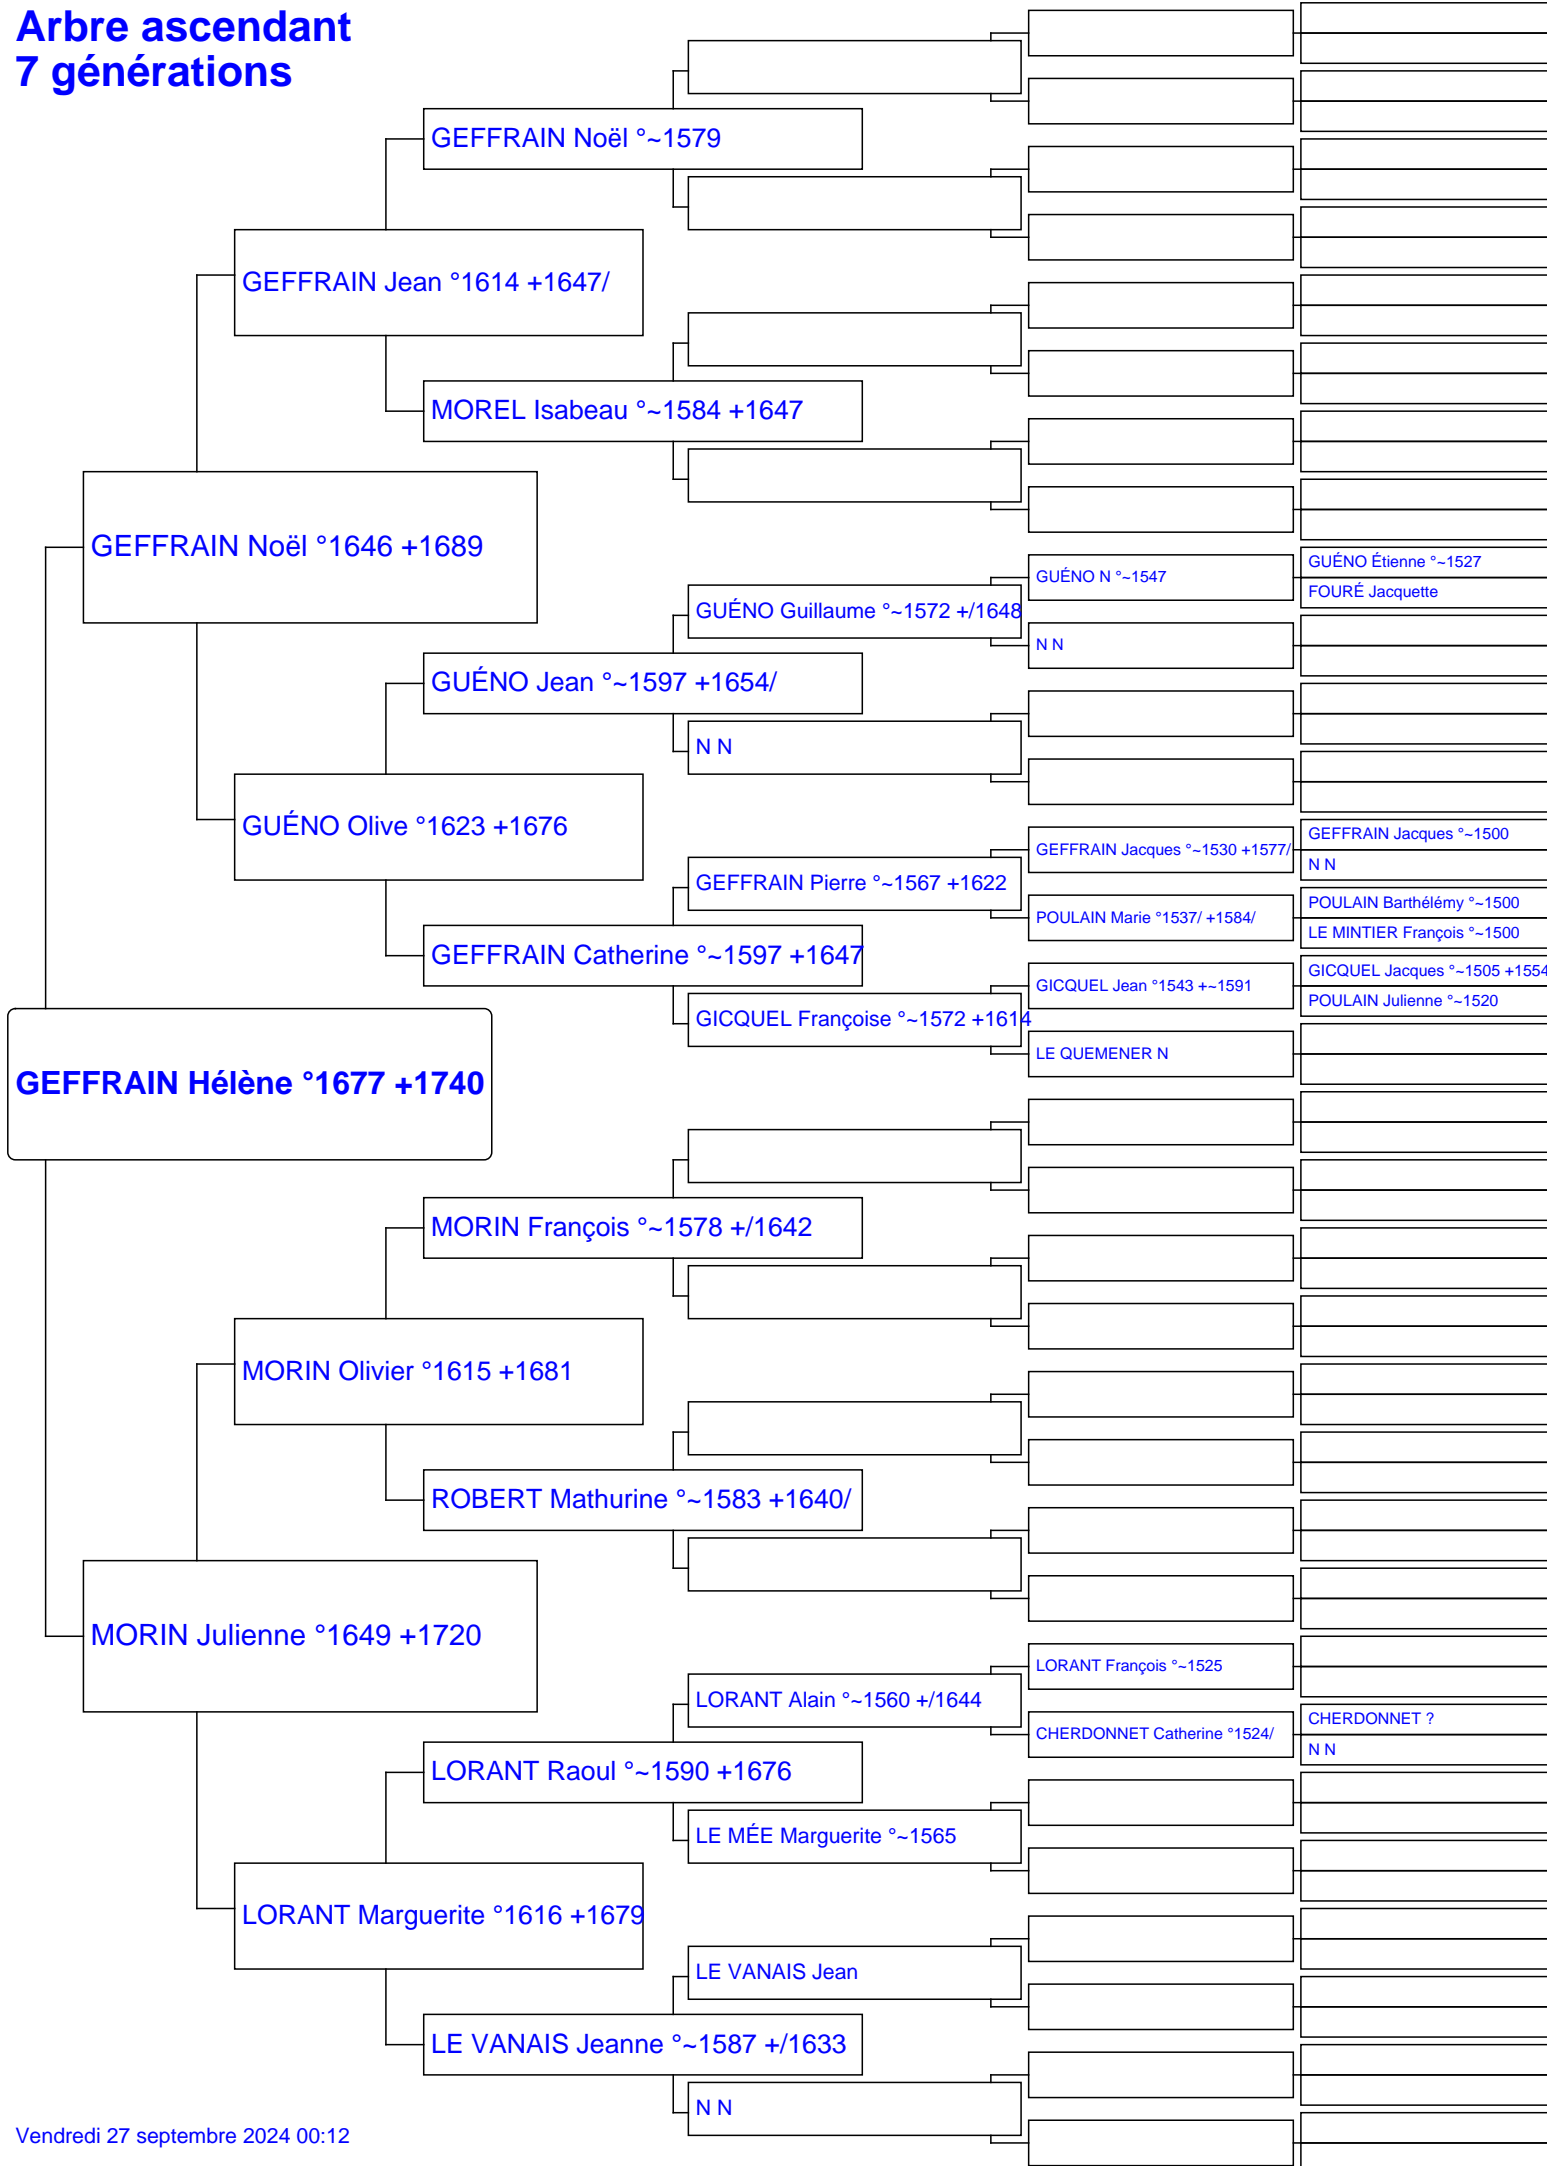 Arbre ascendant
7 générations
GEFFRAIN Noël °~1579
GEFFRAIN Jean °1614 +1647/
MOREL Isabeau °~1584 +1647
GEFFRAIN Noël °1646 +1689
GUÉNO Étienne °~1527
GUÉNO N °~1547
FOURÉ Jacquette
GUÉNO Guillaume °~1572 +/1648
N N
GUÉNO Jean °~1597 +1654/
N N
GUÉNO Olive °1623 +1676
GEFFRAIN Jacques °~1500
GEFFRAIN Jacques °~1530 +1577/
N N
GEFFRAIN Pierre °~1567 +1622
POULAIN Barthélémy °~1500
POULAIN Marie °1537/ +1584/
LE MINTIER François °~1500
GEFFRAIN Catherine °~1597 +1647
GICQUEL Jacques °~1505 +1554
GICQUEL Jean °1543 +~1591
POULAIN Julienne °~1520
GICQUEL Françoise °~1572 +1614
LE QUEMENER N
GEFFRAIN Hélène °1677 +1740
MORIN François °~1578 +/1642
MORIN Olivier °1615 +1681
ROBERT Mathurine °~1583 +1640/
MORIN Julienne °1649 +1720
LORANT François °~1525
LORANT Alain °~1560 +/1644
CHERDONNET ?
CHERDONNET Catherine °1524/
N N
LORANT Raoul °~1590 +1676
LE MÉE Marguerite °~1565
LORANT Marguerite °1616 +1679
LE VANAIS Jean
LE VANAIS Jeanne °~1587 +/1633
N N
Vendredi 27 septembre 2024 00:12